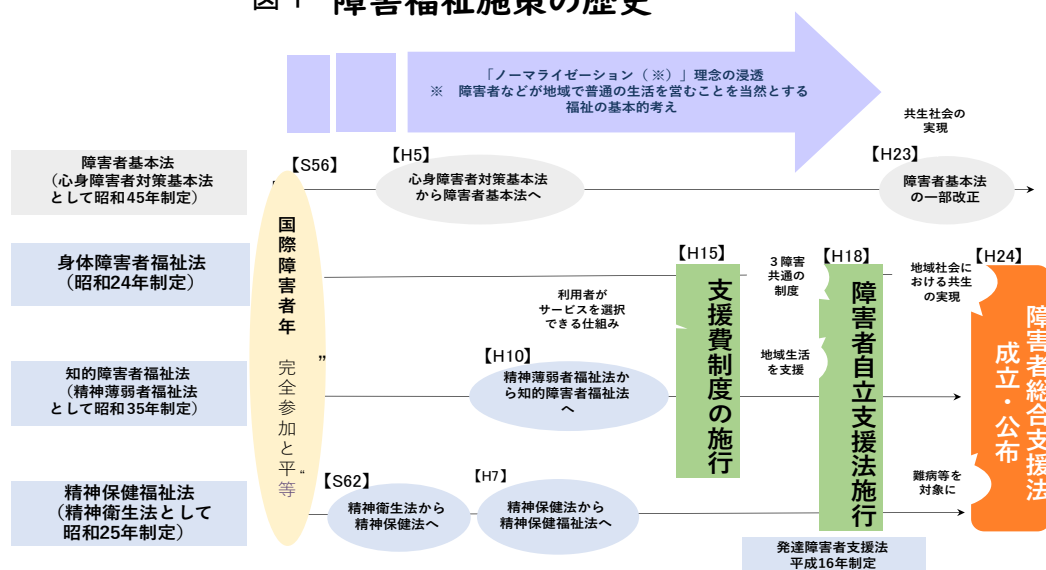 図1 障害福祉施策の歴史
「ノーマライゼーション(※)」理念の浸透
※ 障害者などが地域で普通の生活を営むことを当然とする
福祉の基本的考え
共生社会の
実現
障害者基本法
(心身障害者対策基本法
として昭和45年制定)
【S56】
【H5】
心身障害者対策基本法
から障害者基本法へ
【H23】
障害者基本法
の一部改正
国際障害者年 完全参加と平等
”
“
身体障害者福祉法
(昭和24年制定)
利用者が
サービスを選択
できる仕組み
【H15】
支援費制度の施行
3障害
共通の
制度
地域生活
を支援
【H18】
障害者自立支援法施行
地域社会に
おける共生
の実現
【H24】
障害者総合支援法
成立・公布
知的障害者福祉法
(精神薄弱者福祉法
として昭和35年制定)
【H10】
精神薄弱者福祉法か
ら知的障害者福祉法
へ
精神保健福祉法
(精神衛生法として
昭和25年制定)
【S62】
精神衛生法から
精神保健法へ
【H7】
精神保健法から
精神保健福祉法へ
難病等を
対象に
発達障害者支援法
平成16年制定